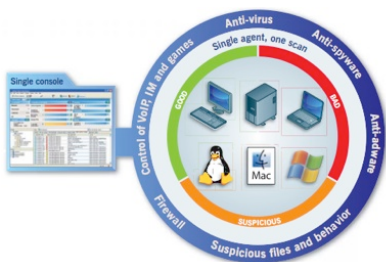 Single console
Anti-virus
Anti-spyware
Anti-adware
Suspicious files and behavior
Firewall
Control of VoIP, IM and games
Single agent, one scan
GOOD
BAD
SUSPICIOUS
Mac